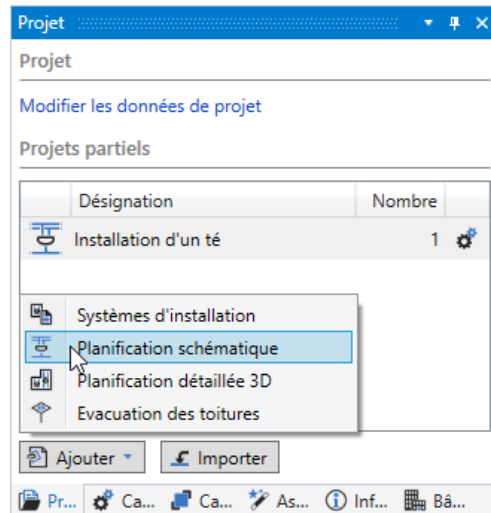 Projet
Projet
Modifier les données de projet
Projets partiels
Désignation Nombre
Installation d'un té 1
Systèmes d'installation
Planification schématique
Planification détaillée 3D
Evacuation des toitures
Ajouter Importer
Pr... Ca... Ca... As... Inf... Bâ...